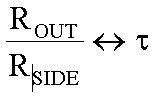 R_OUT
R_SIDE ↔ τ